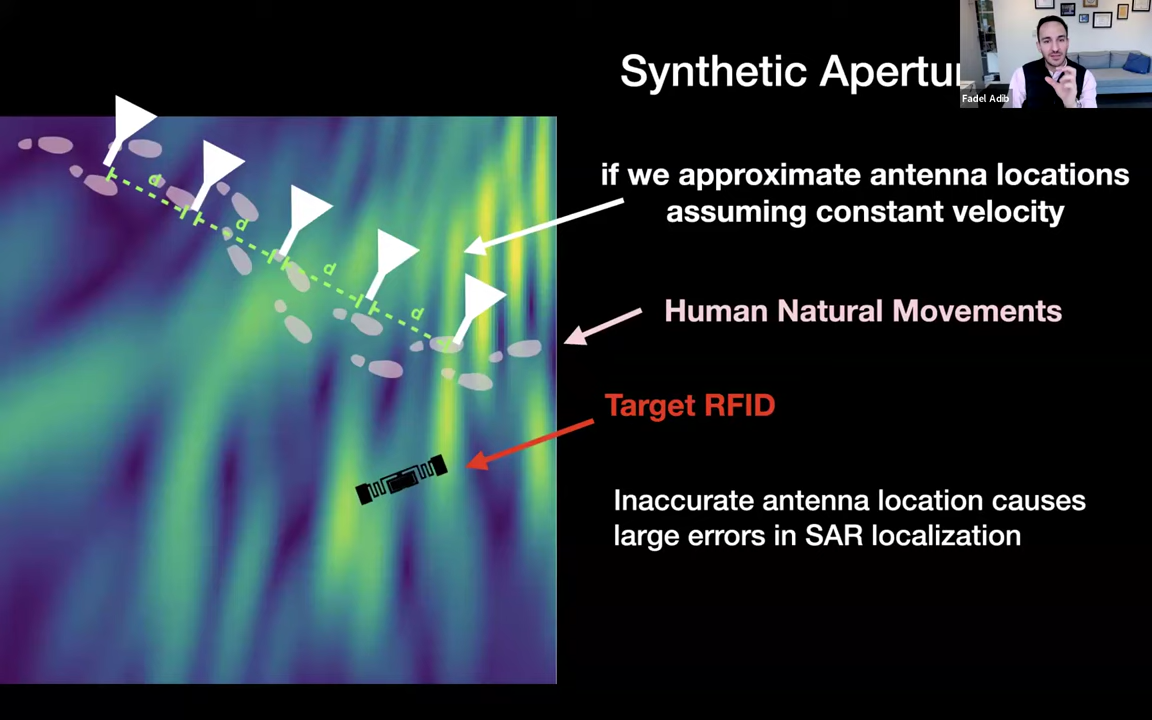 Synthetic
Fadel Adib
if we approximate antenna locations
assuming constant velocity
d
d
d
d
Human Natural Movements
Target RFID
Inaccurate antenna location causes
large errors in SAR localization